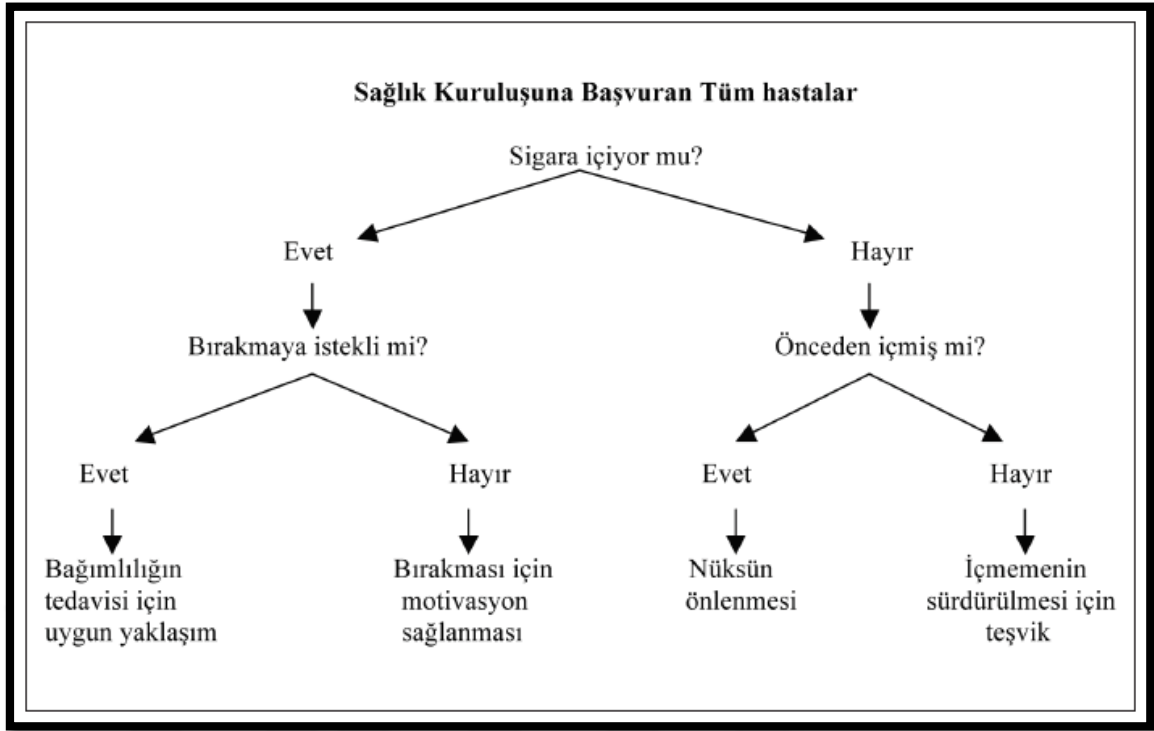 Sağlık Kuruluşuna Başvuran Tüm hastalar
Sigara içiyor mu?
Evet
Hayır
Bırakmaya istekli mi?
Önceden içmiş mi?
Evet
Hayır
Evet
Hayır
Bağımlılığın
tedavisi için
uygun yaklaşım
Bırakması için
motivasyon
sağlanması
Nüksün
önlenmesi
İçmemenin
sürdürülmesi için
teşvik